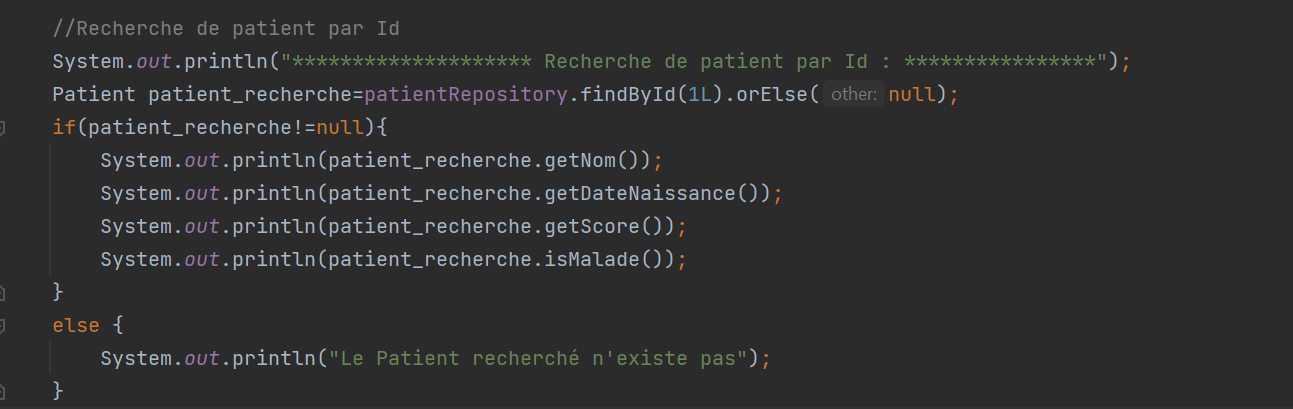 //Recherche de patient par Id
System.out.println("******************** Recherche de patient par Id : ****************");
Patient patient_recherche=patientRepository.findById(1L).orElse( other: null);
if(patient_recherche!=null){
    System.out.println(patient_recherche.getNom());
    System.out.println(patient_recherche.getDateNaissance());
    System.out.println(patient_recherche.getScore());
    System.out.println(patient_recherche.isMalade());
}
else {
    System.out.println("Le Patient recherché n'existe pas");
}